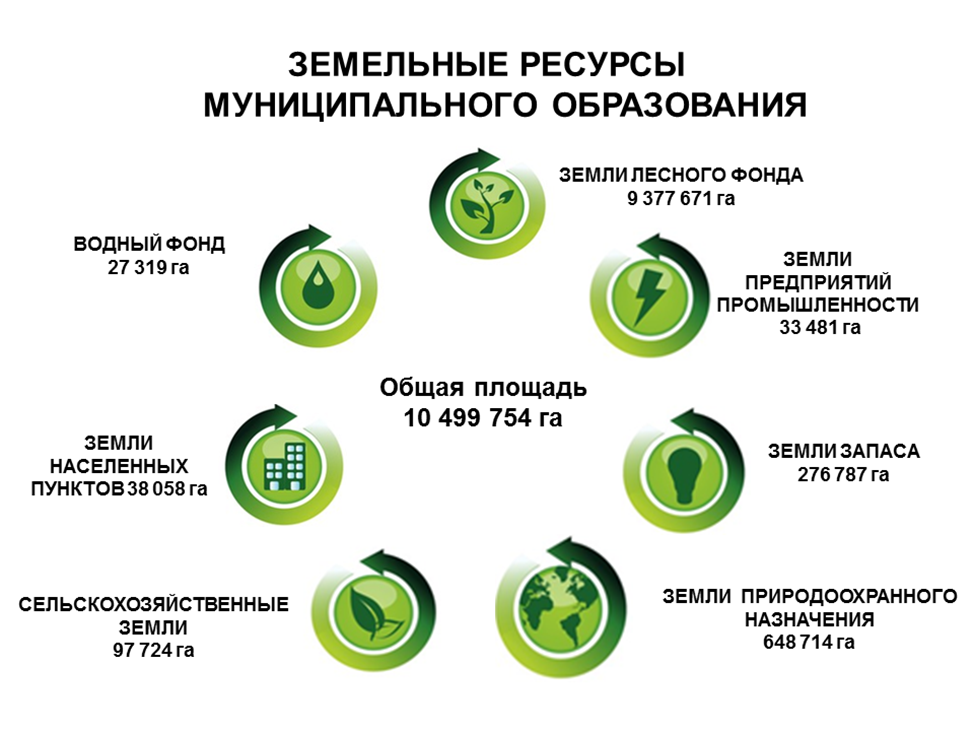 ЗЕМЕЛЬНЫЕ РЕСУРСЫ
МУНИЦИПАЛЬНОГО ОБРАЗОВАНИЯ
ЗЕМЛИ ЛЕСНОГО ФОНДА
9 377 671 га
ВОДНЫЙ ФОНД
27 319 га
ЗЕМЛИ
ПРЕДПРИЯТИЙ
ПРОМЫШЛЕННОСТИ
33 481 га
Общая площадь
10 499 754 га
ЗЕМЛИ
НАСЕЛЕННЫХ
ПУНКТОВ 38 058 га
ЗЕМЛИ ЗАПАСА
276 787 га
СЕЛЬСКОХОЗЯЙСТВЕННЫЕ
ЗЕМЛИ
97 724 га
ЗЕМЛИ ПРИРОДООХРАННОГО
НАЗНАЧЕНИЯ
648 714 га